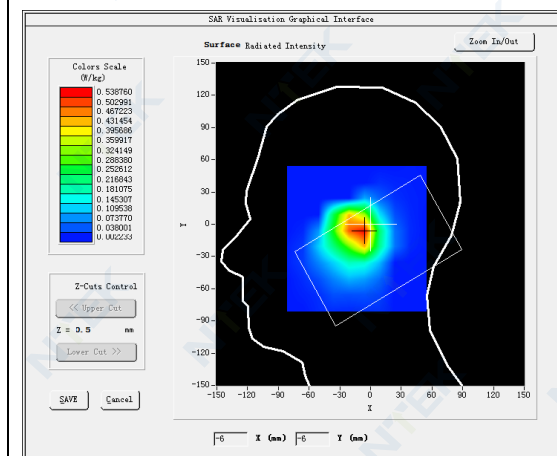 SAR Visualisation Graphical Interface
Surface Radiated Intensity
Zoom In/Out
Colors Scale
(W/kg)
0.538760
0.502991
0.467223
0.431454
0.395686
0.359917
0.324149
0.288380
0.252612
0.216843
0.181075
0.145307
0.109538
0.073770
0.038001
0.002233
Z-Cuts Control
<< Upper Cut
Z = 3.5 mm
Lower Cut >>
SAVE Cancel
150
120
90
60
30
0
-30
-60
-90
-120
-150
Y
-150 -120 -90 -60 -30 0 30 60 90 120 150
X
-6 X (mm) -6 Y (mm)
NTEK